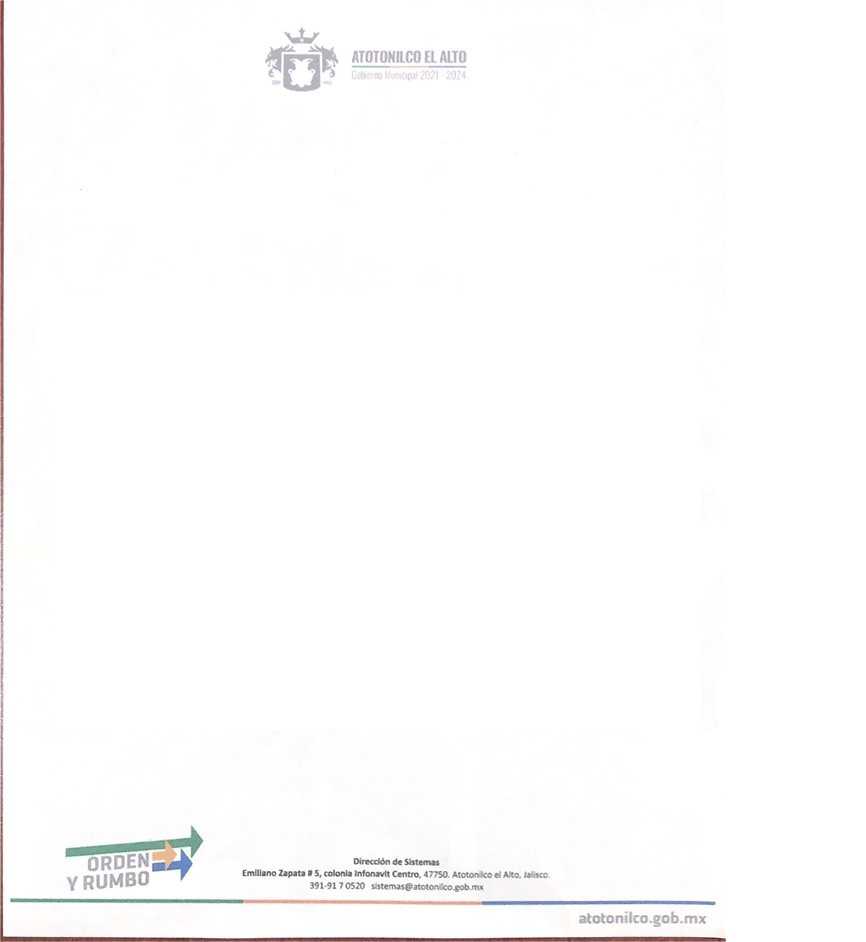 ATOTONILCO EL ALTO
Gobierno Municipal 2021 - 2024
ORDEN
Y RUMBO
Dirección de Sistemas
Emiliano Zapata # 5, colonia Infonavit Centro, 47750. Atotonilco el Alto, Jalisco.
391-91 7 0520 sistemas@atotonilco.gob.mx
atotonilco.gob.mx